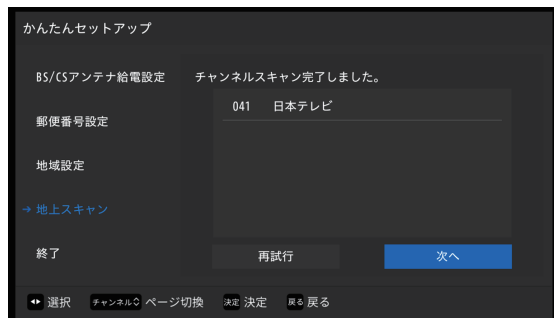 かんたんセットアップ
BS/CSアンテナ給電設定
チャンネルスキャン完了しました。
041 日本テレビ
郵便番号設定
地域設定
→ 地上スキャン
終了
再試行
次へ
選択 チャンネル ページ切換 決定 決定 戻る 戻る